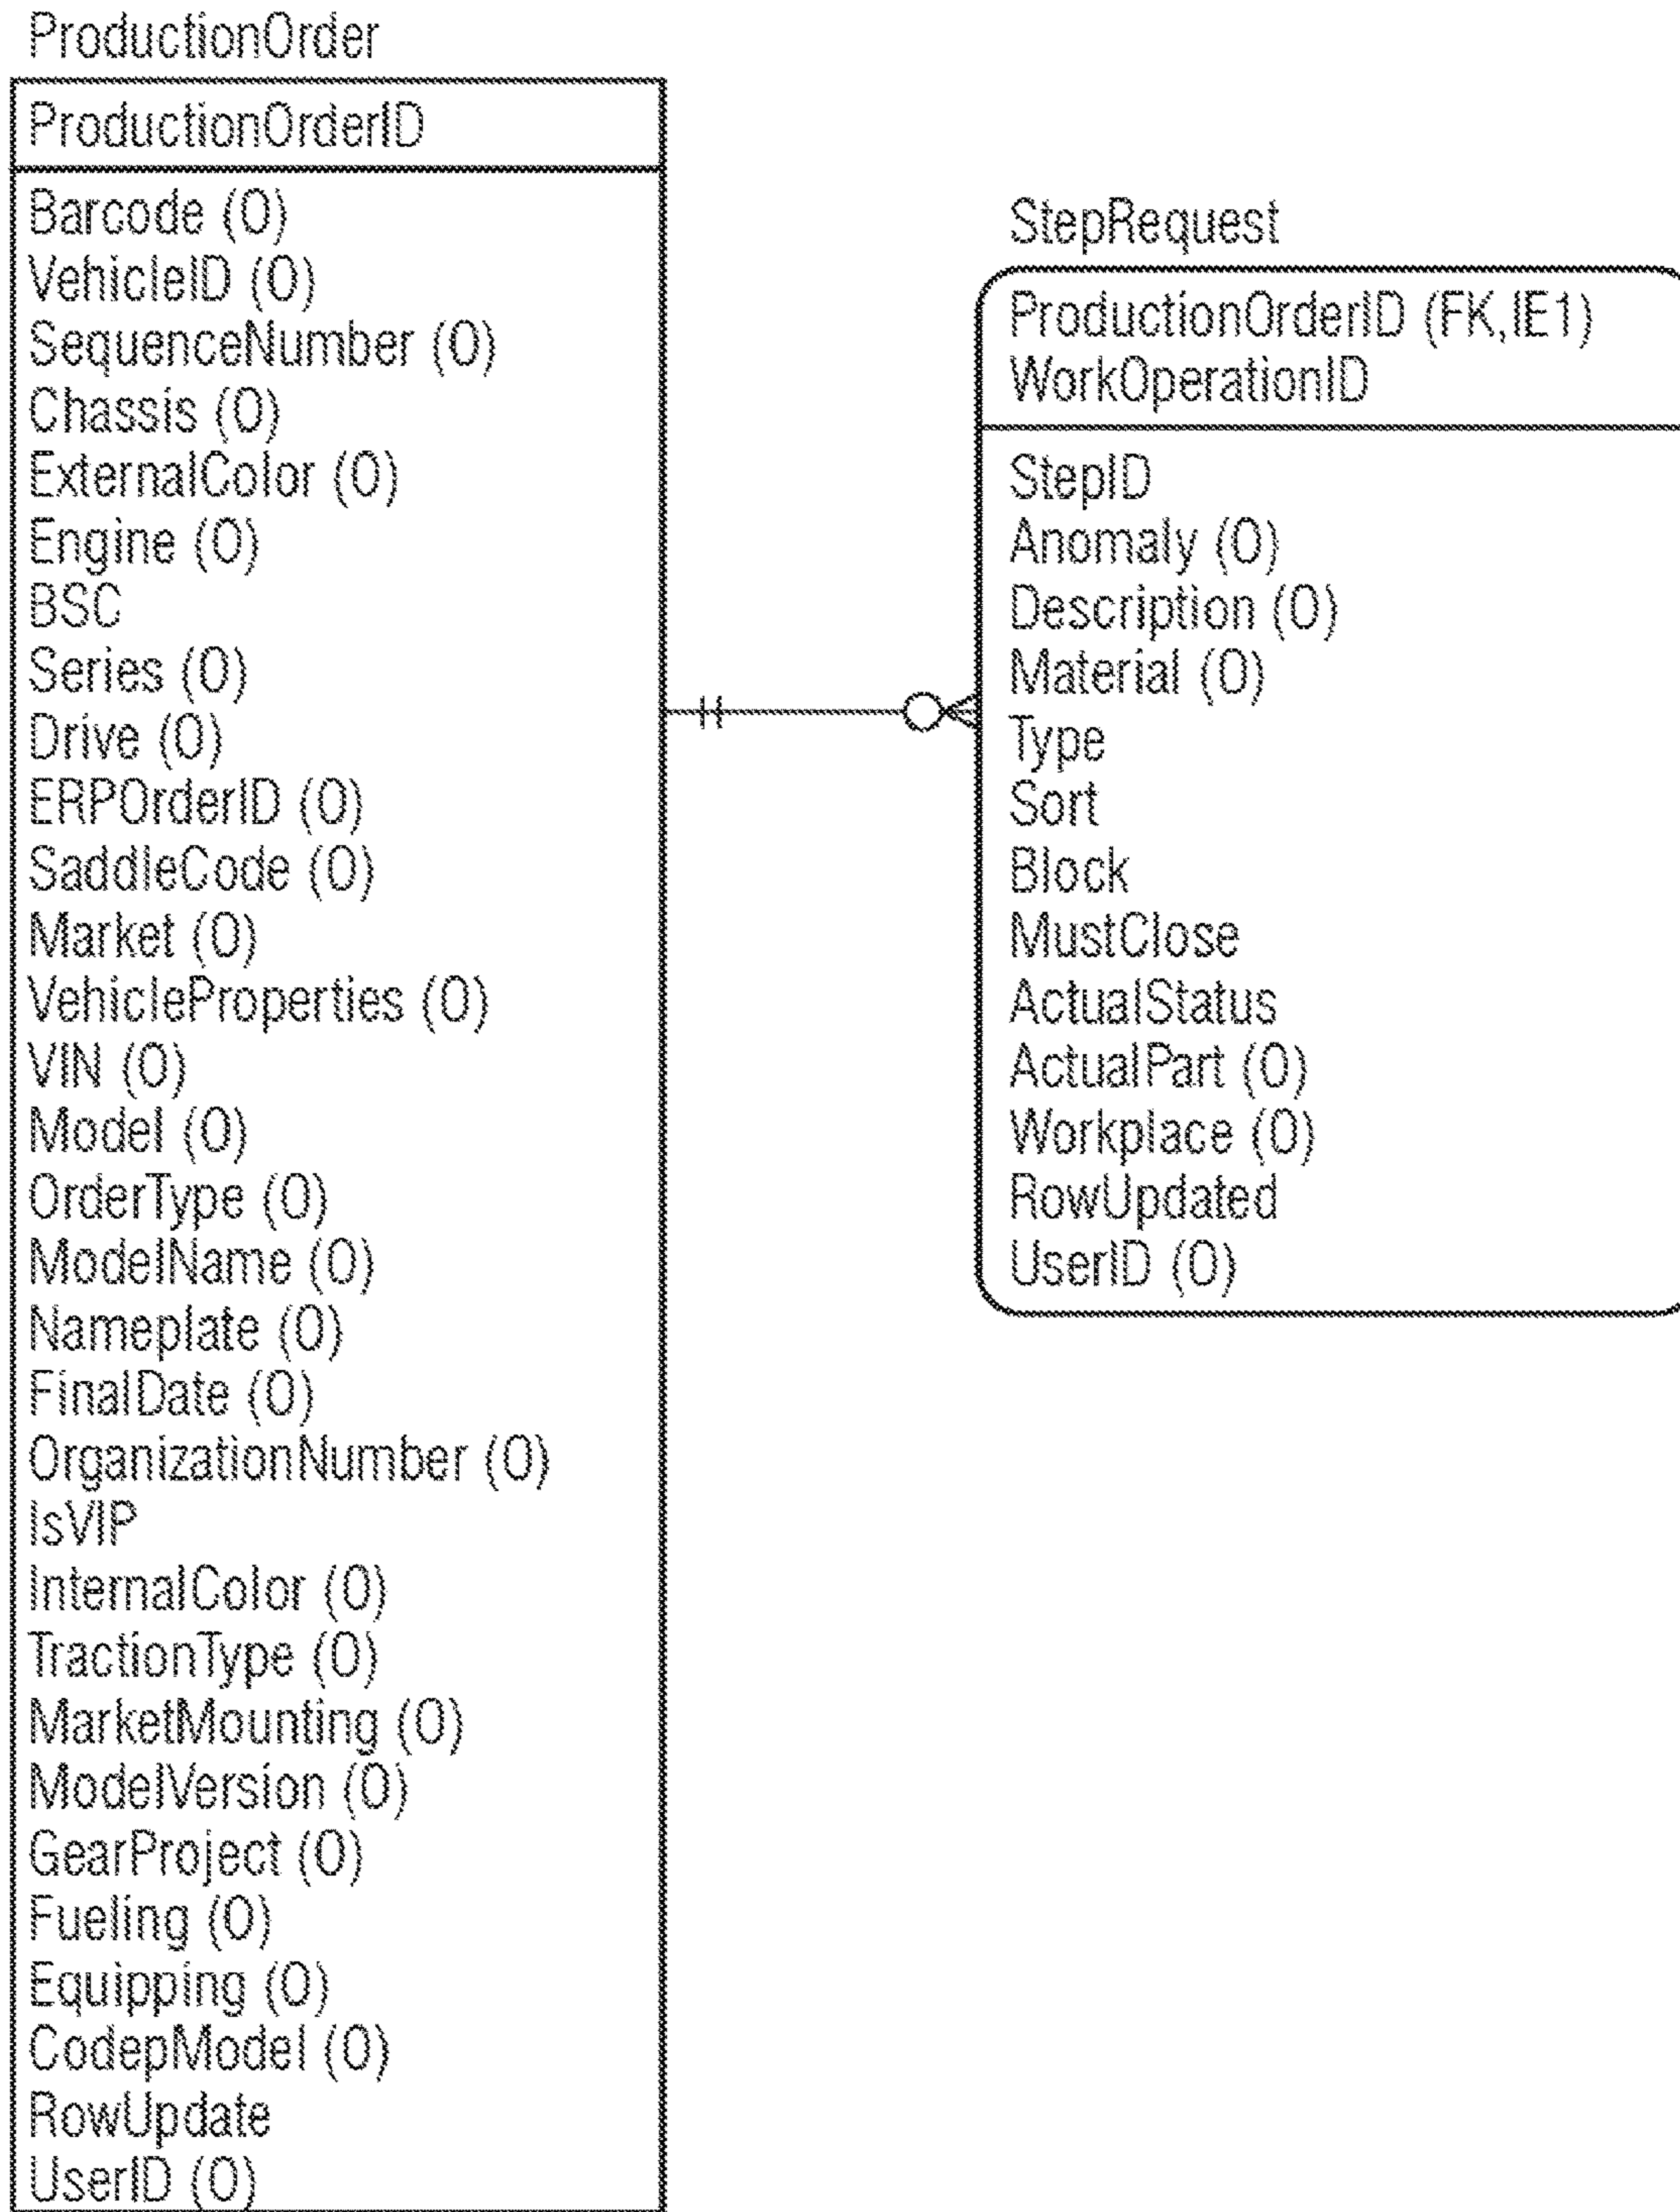 ProductionOrder
ProductionOrderID
Barcode (O)
VehicleID (O)
SequenceNumber (O)
Chassis (O)
ExternalColor (O)
Engine (O)
BSC
Series (O)
Drive (O)
ERPOrderID (O)
SaddleCode (O)
Market (O)
VehicleProperties (O)
VIN (O)
Model (O)
OrderType (O)
ModelName (O)
Nameplate (O)
FinalDate (O)
OrganizationNumber (O)
IsVIP
InternalColor (O)
TractionType (O)
MarketMounting (O)
ModelVersion (O)
GearProject (O)
Fueling (O)
Equipping (O)
CodepModel (O)
RowUpdate
UserID (O)
StepRequest
ProductionOrderID (FK,IE1)
WorkOperationID
StepID
Anomaly (O)
Description (O)
Material (O)
Type
Sort
Block
MustClose
ActualStatus
ActualPart (O)
Workplace (O)
RowUpdated
UserID (O)